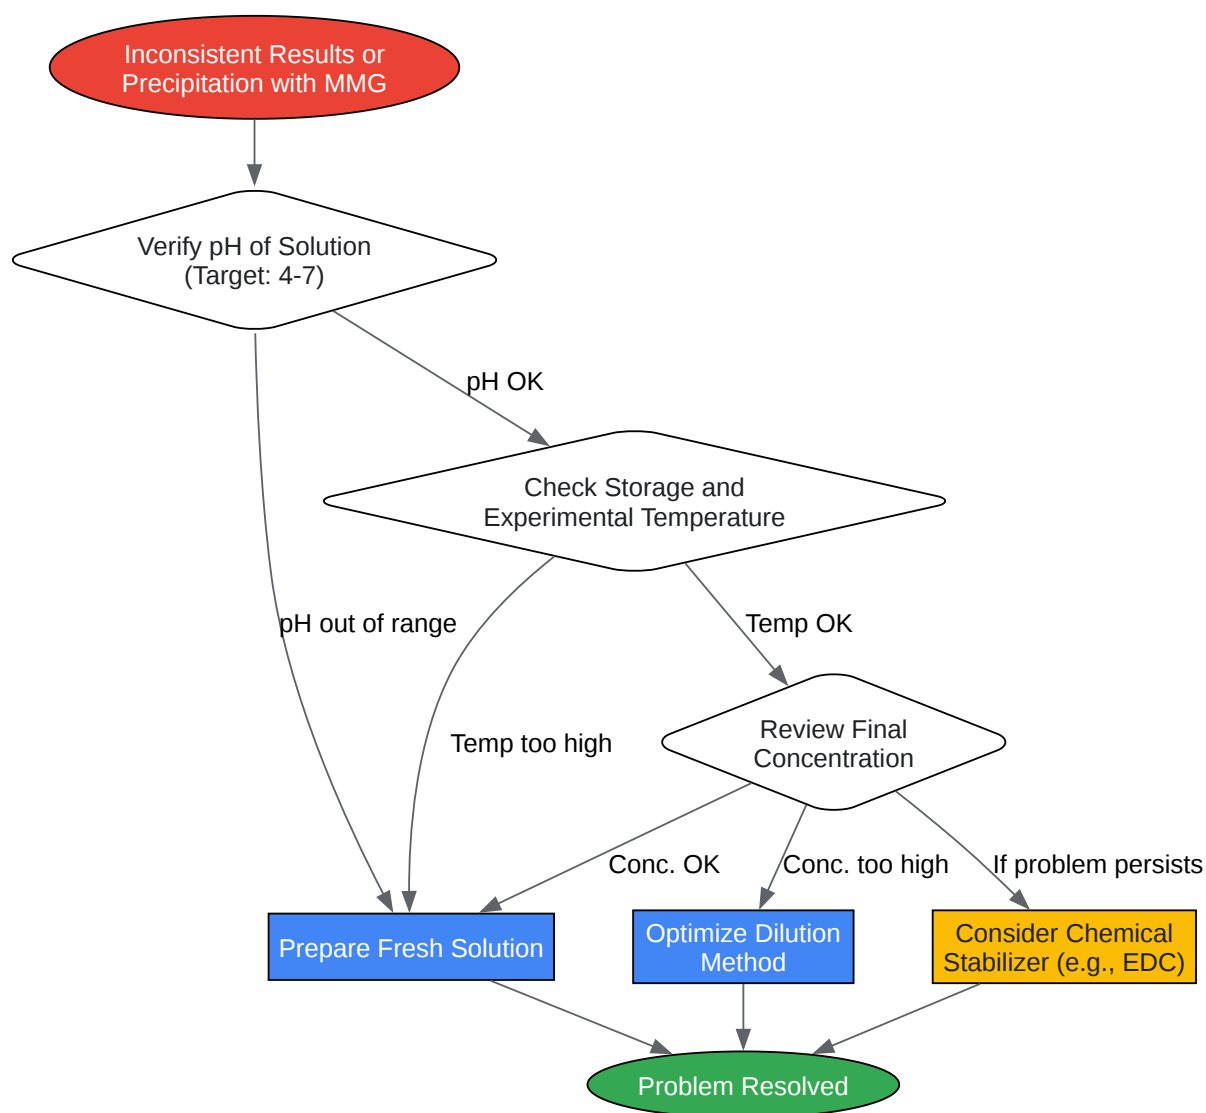 Inconsistent Results or
Precipitation with MMG
Verify pH of Solution
(Target: 4-7)
pH OK
Check Storage and
Experimental Temperature
pH out of range
Temp OK
Temp too high
Review Final
Concentration
Conc. OK
Conc. too high
If problem persists
Prepare Fresh Solution
Optimize Dilution
Method
Consider Chemical
Stabilizer (e.g., EDC)
Problem Resolved